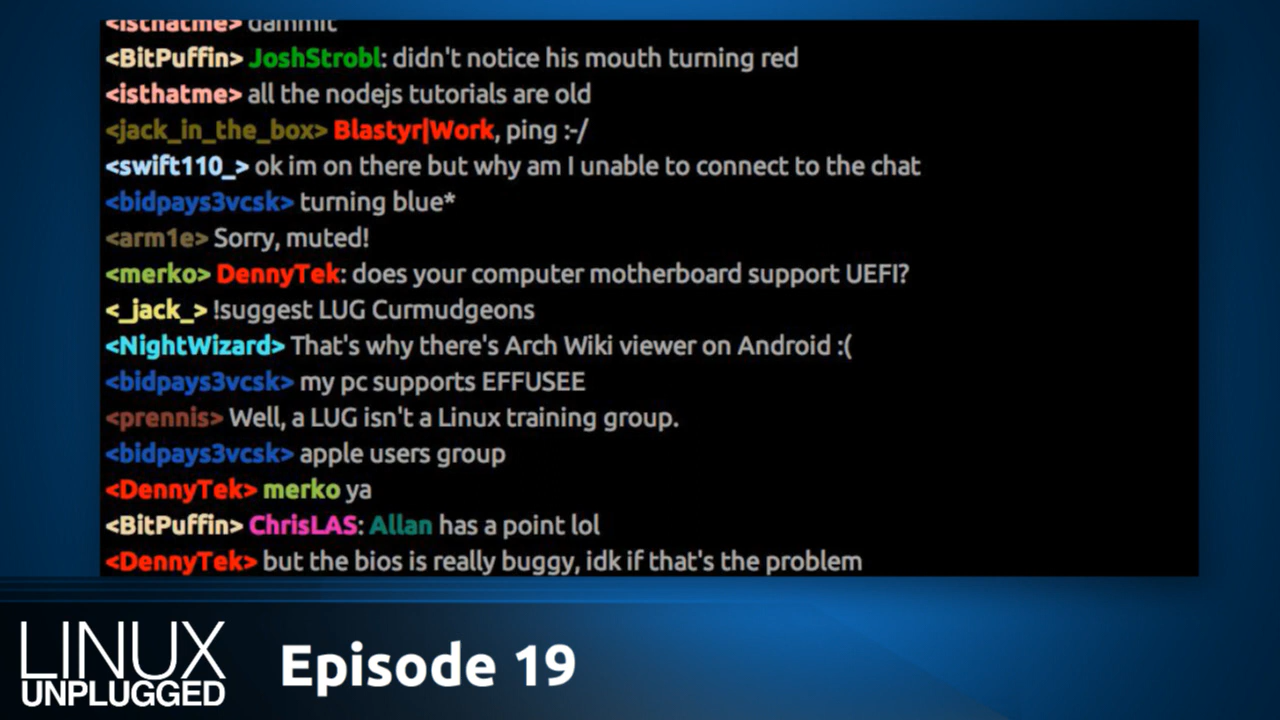 <isthatme> dammit
<BitPuffin> JoshStrobl: didn't notice his mouth turning red
<isthatme> all the nodejs tutorials are old
<jack_in_the_box> Blastyr|Work, ping :-/
<swift110_> ok im on there but why am I unable to connect to the chat
<bidpays3vcsk> turning blue*
<arm1e> Sorry, muted!
<merko> DennyTek: does your computer motherboard support UEFI?
<_jack_> !suggest LUG Curmudgeons
<NightWizard> That's why there's Arch Wiki viewer on Android :(
<bidpays3vcsk> my pc supports EFFUSEE
<prennis> Well, a LUG isn't a Linux training group.
<bidpays3vcsk> apple users group
<DennyTek> merko ya
<BitPuffin> ChrisLAS: Allan has a point lol
<DennyTek> but the bios is really buggy, idk if that's the problem
LINUX
UNPLUGGED
Episode 19